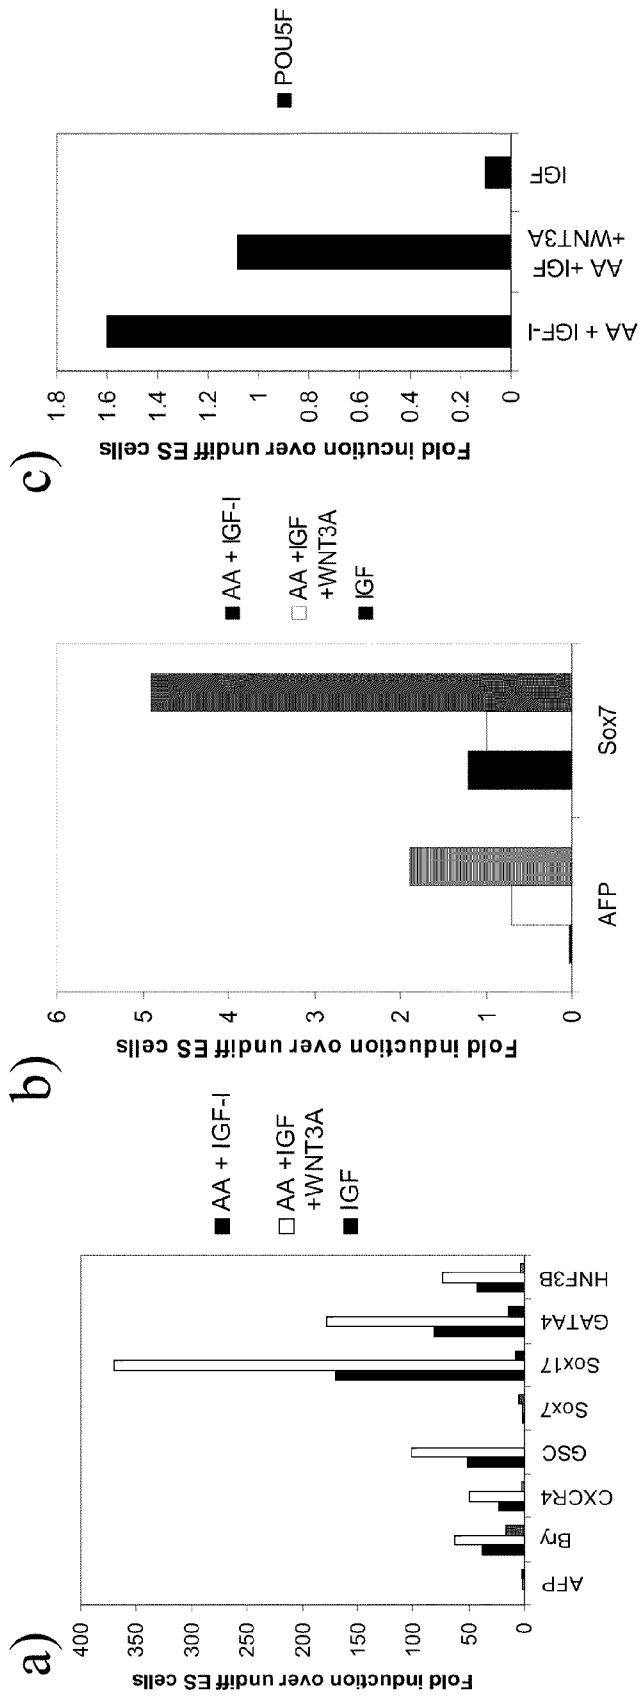 a)
Fold induction over undiff ES cells
400
350
300
250
200
150
100
50
0
AFP
Bry
CXCR4
GSC
Sox7
Sox17
GATA4
HNF3B
AA + IGF-I
AA +IGF
+WNT3A
IGF
b)
Fold induction over undiff ES cells
6
5
4
3
2
1
0
AFP
Sox7
AA + IGF-I
AA +IGF
+WNT3A
IGF
c)
Fold incution over undiff ES cells
1.8
1.6
1.4
1.2
1
0.8
0.6
0.4
0.2
0
AA + IGF-I
AA +IGF
+WNT3A
IGF
POU5F